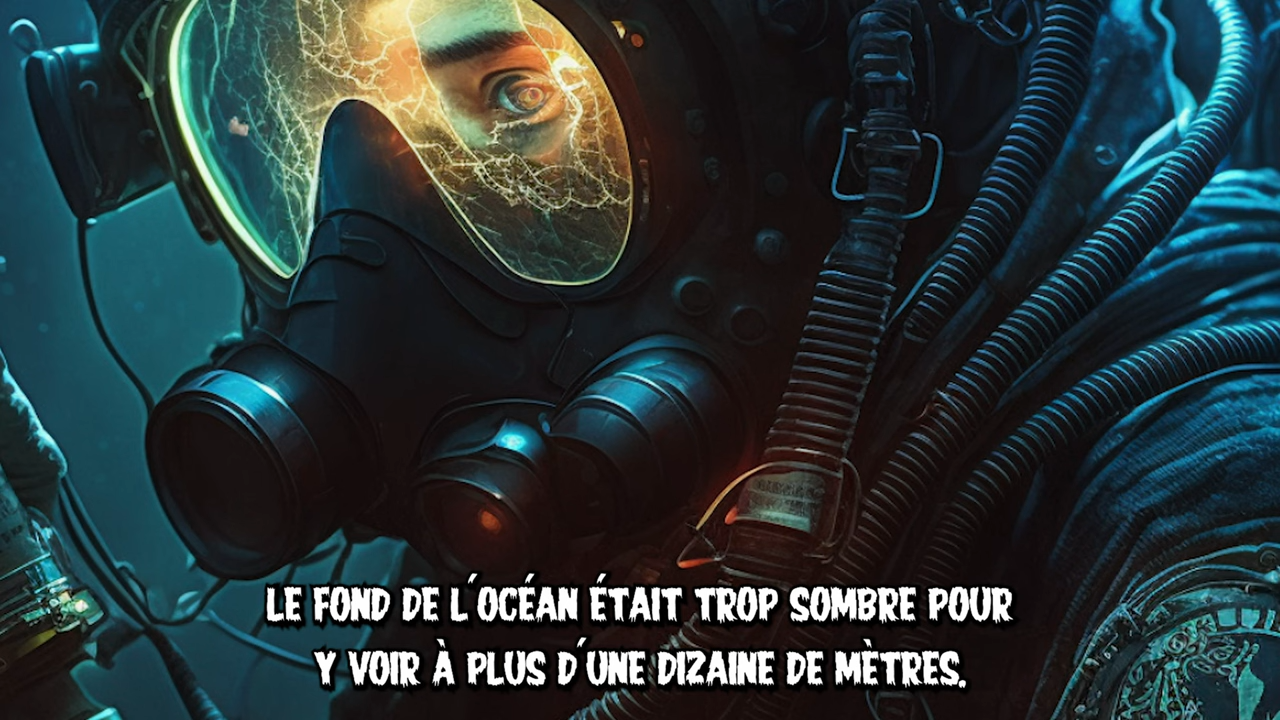 LE FOND DE L'OCÉAN ÉTAIT TROP SOMBRE POUR
Y VOIR À PLUS D'UNE DIZAINE DE MÈTRES.